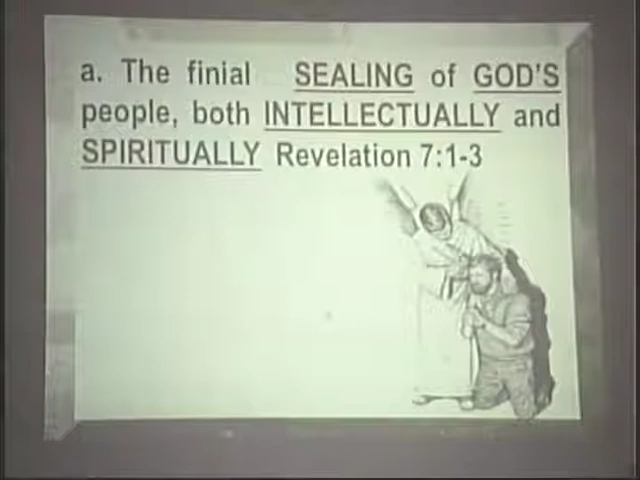 a. The finial SEALING of GOD'S
people, both INTELLECTUALLY and
SPIRITUALLY Revelation 7:1-3